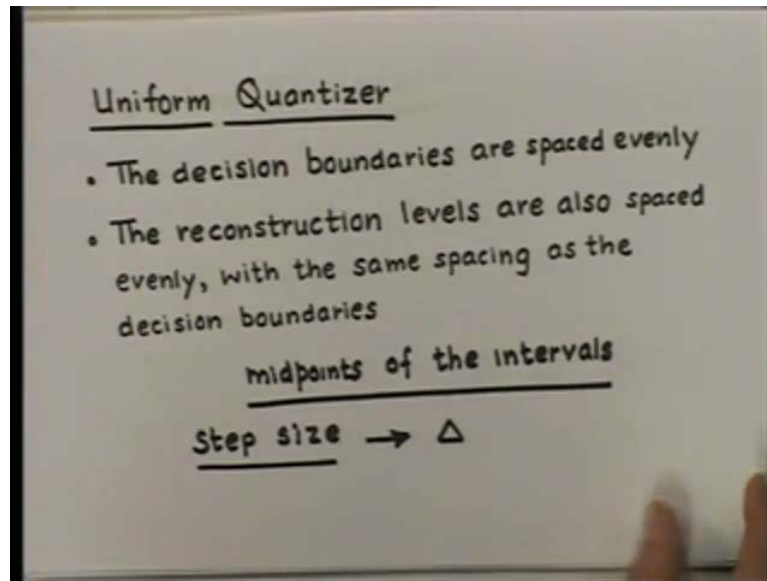 Uniform Quantizer
• The decision boundaries are spaced evenly
• The reconstruction levels are also spaced
evenly, with the same spacing as the
decision boundaries
midpoints of the intervals
Step size → Δ